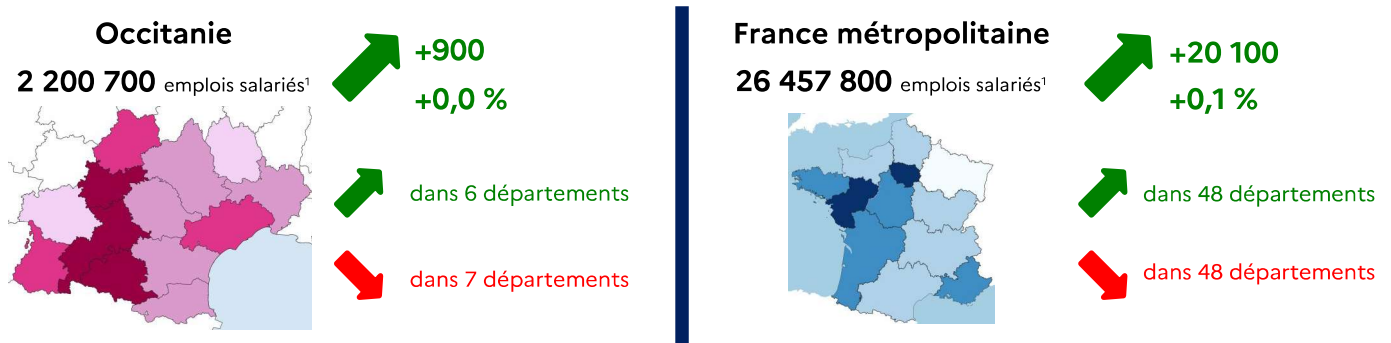 Occitanie
2 200 700 emplois salariés¹
+900
+0,0 %
dans 6 départements
dans 7 départements
France métropolitaine
26 457 800 emplois salariés¹
+20 100
+0,1 %
dans 48 départements
dans 48 départements